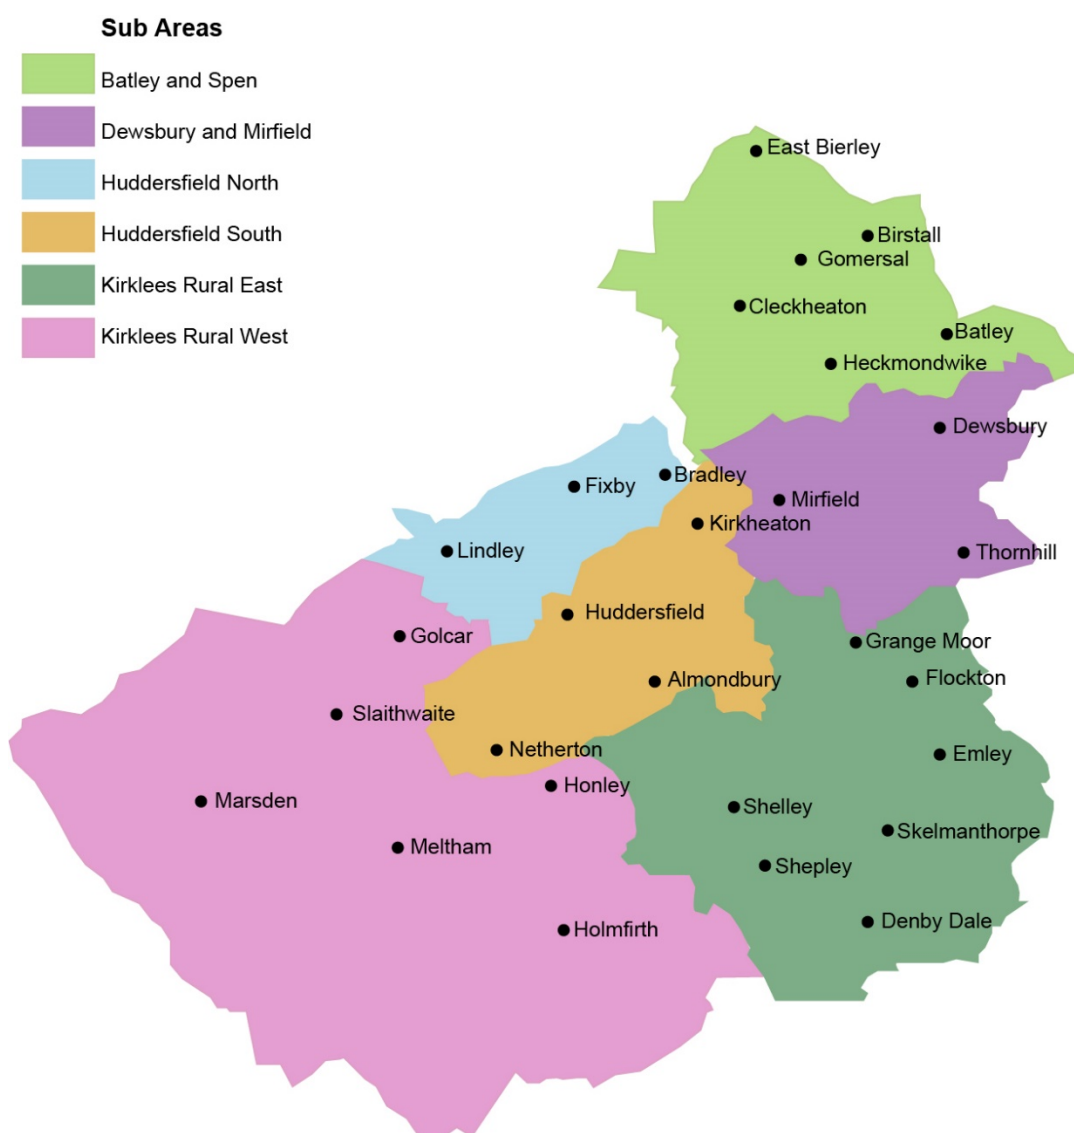 Sub Areas
Batley and Spen
Dewsbury and Mirfield
Huddersfield North
Huddersfield South
Kirklees Rural East
Kirklees Rural West
East Bierley
Birstall
Gomersal
Cleckheaton
Batley
Heckmondwike
Dewsbury
Bradley
Fixby
Mirfield
Kirkheaton
Lindley
Thornhill
Huddersfield
Golcar
Grange Moor
Almondbury
Flockton
Slaithwaite
Netherton
Emley
Honley
Marsden
Shelley
Skelmanthorpe
Meltham
Shepley
Denby Dale
Holmfirth